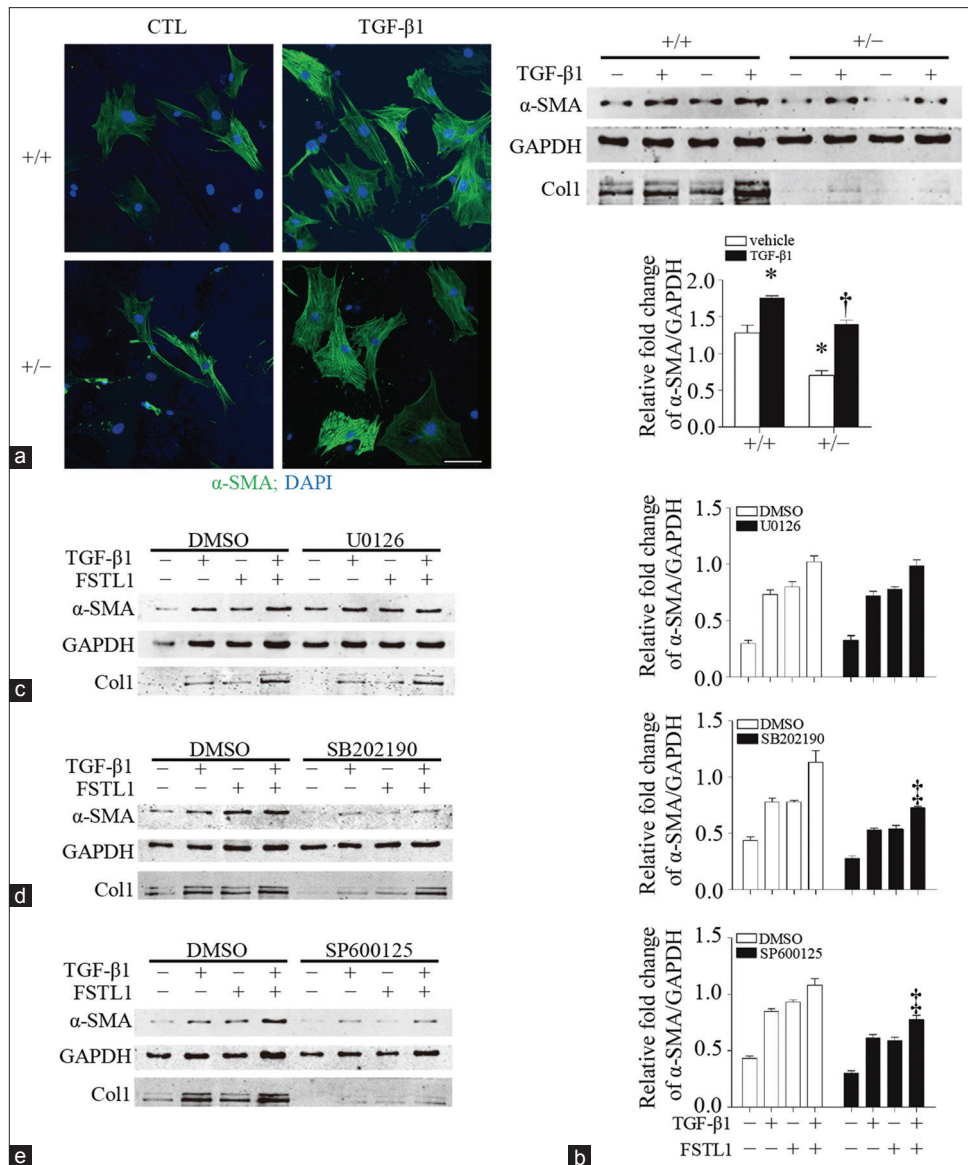 CTL TGF-β1
+/+
+/−
a
α-SMA; DAPI
+/+ +/−
TGF-β1 − + − + − + − +
α-SMA
GAPDH
Col1
vehicle
TGF-β1
Relative fold change
of α-SMA/GAPDH
2.0
1.5
1.0
0.5
0.0
* * †
+/+ +/−
DMSO U0126
TGF-β1 − + − + − + − +
FSTL1 − − + + − − + +
α-SMA
GAPDH
Col1
c
DMSO
U0126
Relative fold change
of α-SMA/GAPDH
1.5
1.0
0.5
0.0
DMSO SB202190
TGF-β1 − + − + − + − +
FSTL1 − − + + − − + +
α-SMA
GAPDH
Col1
d
DMSO
SB202190
Relative fold change
of α-SMA/GAPDH
1.5
1.0
0.5
0.0
‡
DMSO SP600125
TGF-β1 − + − + − + − +
FSTL1 − − + + − − + +
α-SMA
GAPDH
Col1
e
DMSO
SP600125
Relative fold change
of α-SMA/GAPDH
1.5
1.0
0.5
0.0
‡
TGF-β1 − + − + − + − +
FSTL1 − − + + − − + +
b